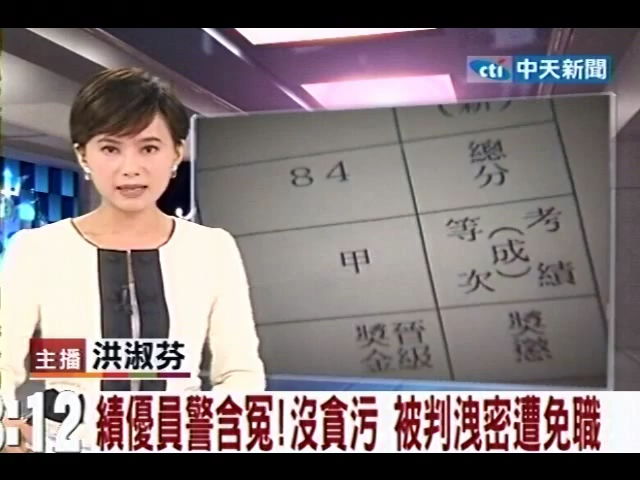 cti 中天新聞
(新)
84 總分
甲 考績(成)等次
獎金 晉級 獎懲
主播 洪淑芬
:12 績優員警含冤!沒貪污 被判洩密遭免職